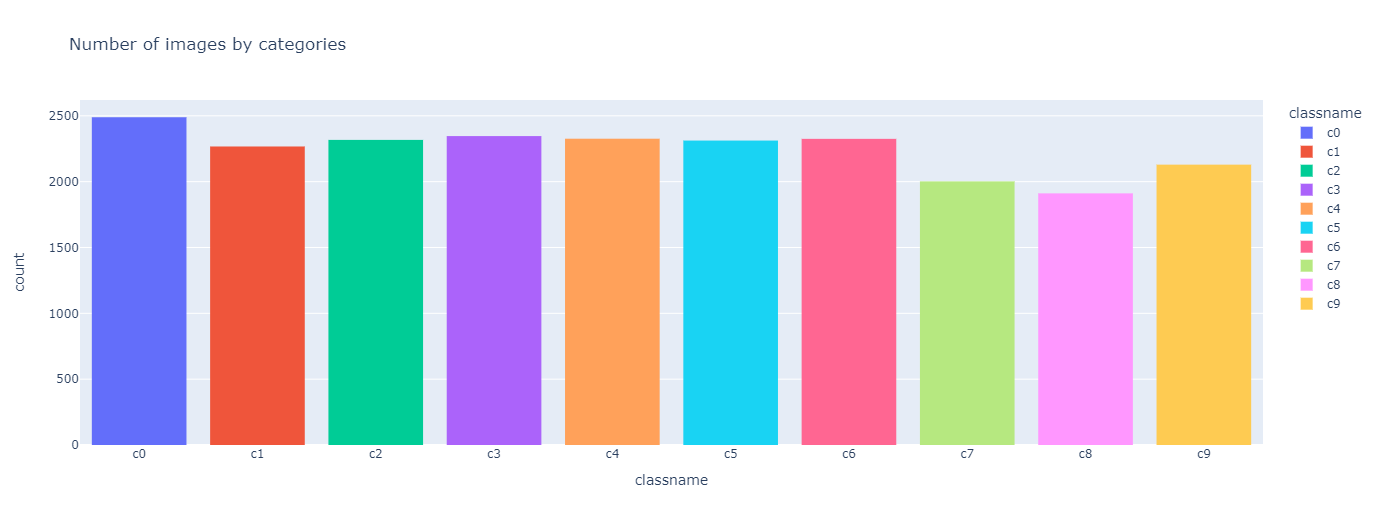 Number of images by categories
2500
2000
1500
1000
500
0
count
c0 c1 c2 c3 c4 c5 c6 c7 c8 c9
classname
classname
c0
c1
c2
c3
c4
c5
c6
c7
c8
c9